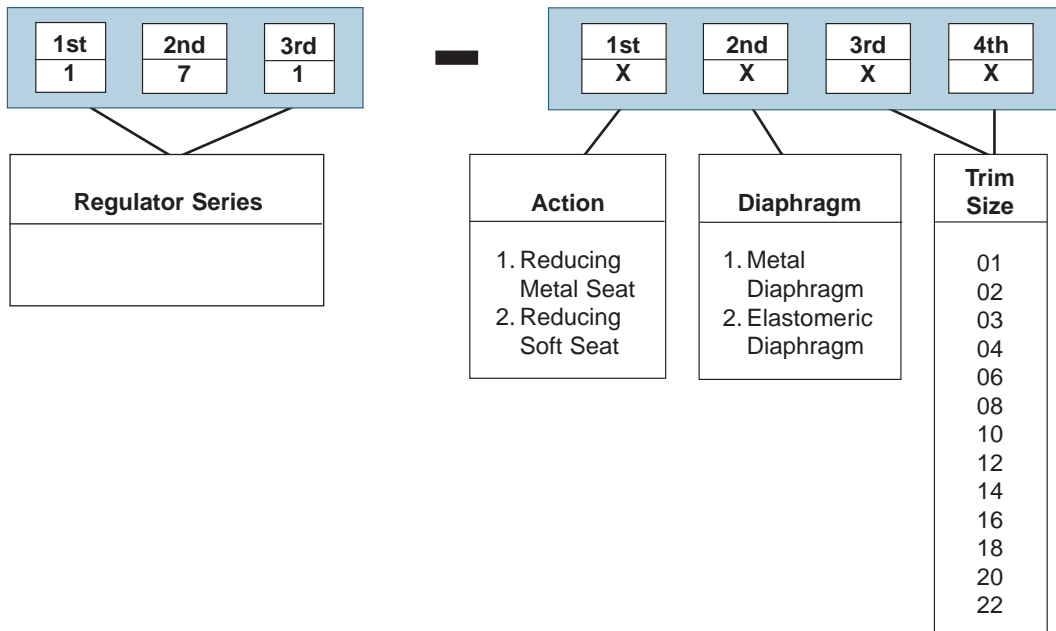 1st 2nd 3rd - 1st 2nd 3rd 4th
1 7 1 X X X X
Regulator Series
Action
1. Reducing
Metal Seat
2. Reducing
Soft Seat
Diaphragm
1. Metal
Diaphragm
2. Elastomeric
Diaphragm
Trim
Size
01
02
03
04
06
08
10
12
14
16
18
20
22